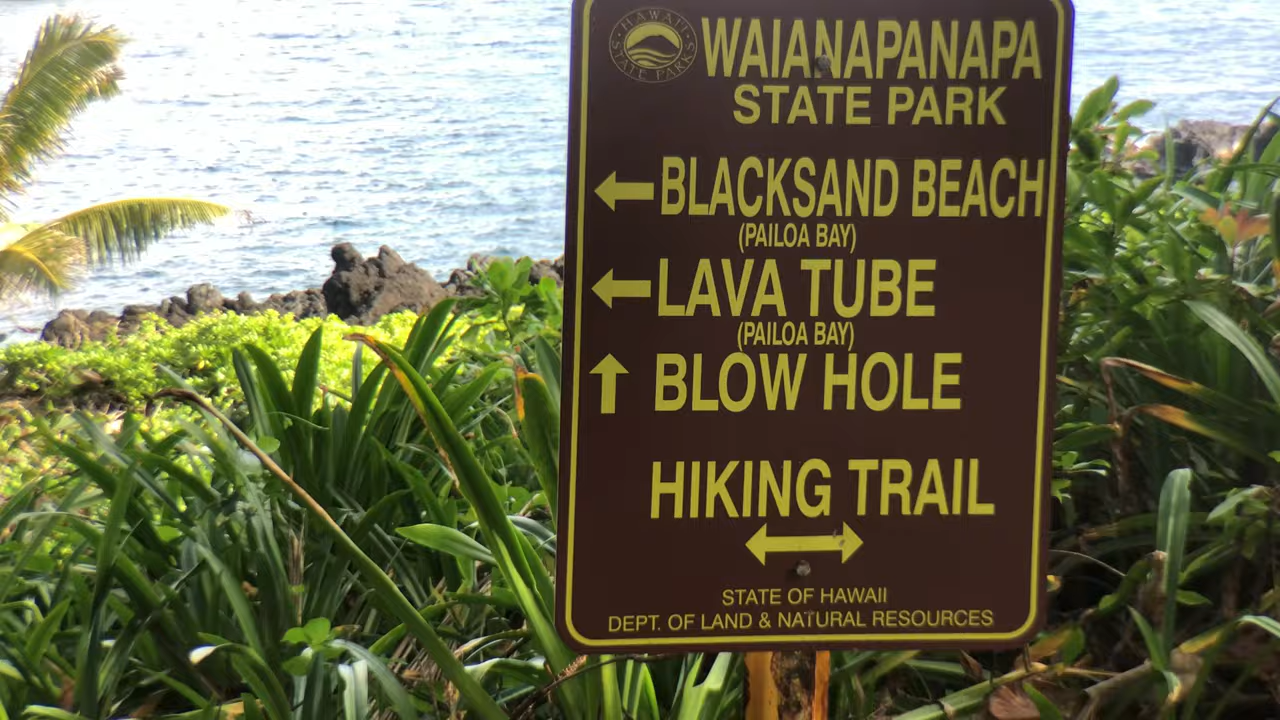 HAWAII
STATE PARKS
WAIANAPANAPA
STATE PARK
BLACKSAND BEACH
(PAILOA BAY)
LAVA TUBE
(PAILOA BAY)
BLOW HOLE
HIKING TRAIL
STATE OF HAWAII
DEPT. OF LAND & NATURAL RESOURCES